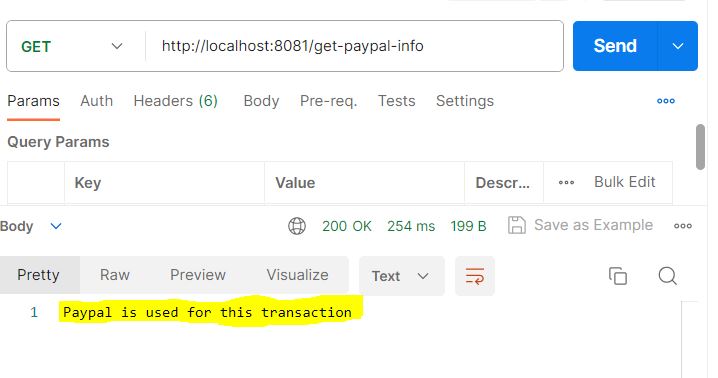 GET http://localhost:8081/get-paypal-info Send
Params Auth Headers (6) Body Pre-req. Tests Settings
Query Params
Key Value Descr... Bulk Edit
Body 200 OK 254 ms 199 B Save as Example
Pretty Raw Preview Visualize Text
1 Paypal is used for this transaction